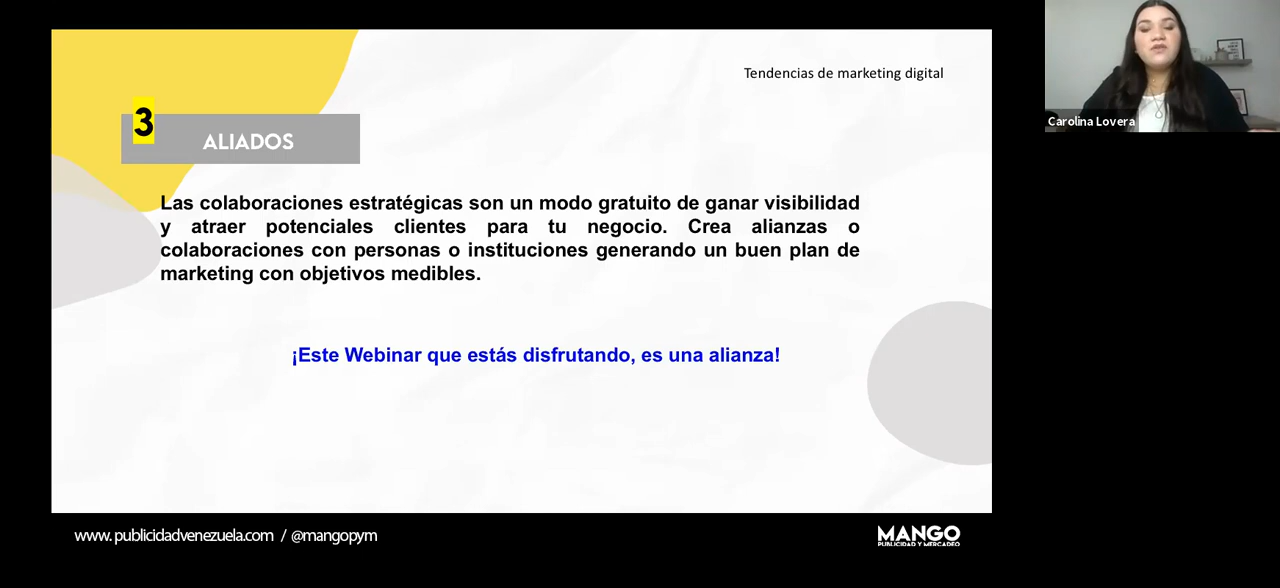 Tendencias de marketing digital
3
ALIADOS
Las colaboraciones estratégicas son un modo gratuito de ganar visibilidad
y atraer potenciales clientes para tu negocio. Crea alianzas o
colaboraciones con personas o instituciones generando un buen plan de
marketing con objetivos medibles.
¡Este Webinar que estás disfrutando, es una alianza!
www.publicidadvenezuela.com / @mangopym
MANGO
PUBLICIDAD Y MERCADEO
Carolina Lovera